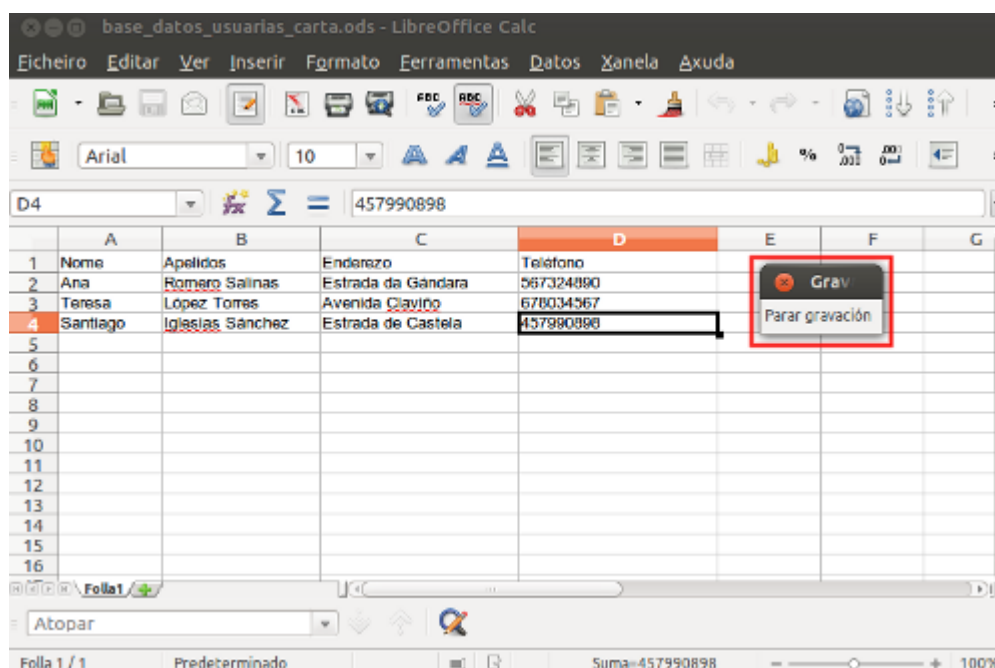 base_datos_usuarias_carta.ods - LibreOffice Calc
Eicheiro Editar Ver Inserir Formato Ferramentas Datos Xanela Axuda
Arial 10
D4 457990898
A B C D E F G
1 Nome Apelidos Enderezo Teléfono
2 Ana Romero Salinas Estrada da Gándara 567324890
3 Teresa López Torres Avenida Claviño 678034567
4 Santiago Iglesias Sánchez Estrada de Castela 457990898
Grav
Parar gravación
5
6
7
8
9
10
11
12
13
14
15
16
Folla1
Atopar
Folla 1 / 1 Predeterminado Suma=457990898 100%